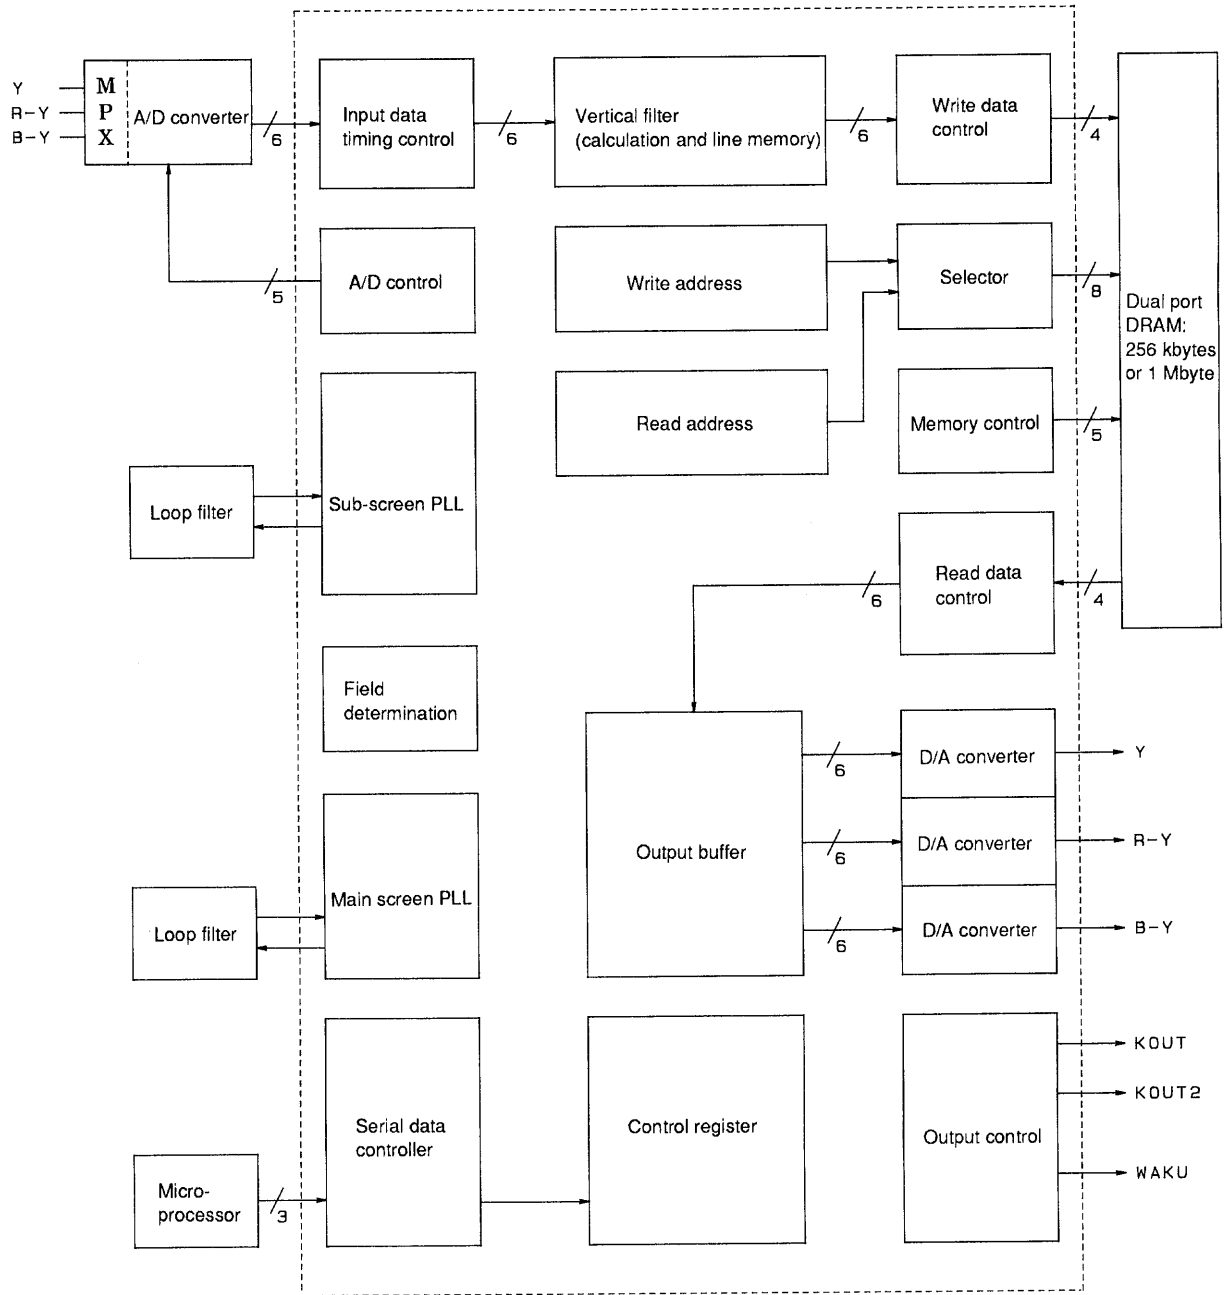 Y
R-Y
B-Y
M
P
X
A/D converter
6
Input data
timing control
6
Vertical filter
(calculation and line memory)
6
Write data
control
4
5
A/D control
Write address
Selector
8
Dual port
DRAM:
256 kbytes
or 1 Mbyte
Read address
Memory control
5
Loop filter
Sub-screen PLL
6
Read data
control
4
Field
determination
Output buffer
6
D/A converter
Y
6
D/A converter
R-Y
6
D/A converter
B-Y
Loop filter
Main screen PLL
Micro-
processor
3
Serial data
controller
Control register
Output control
KOUT
KOUT2
WAKU